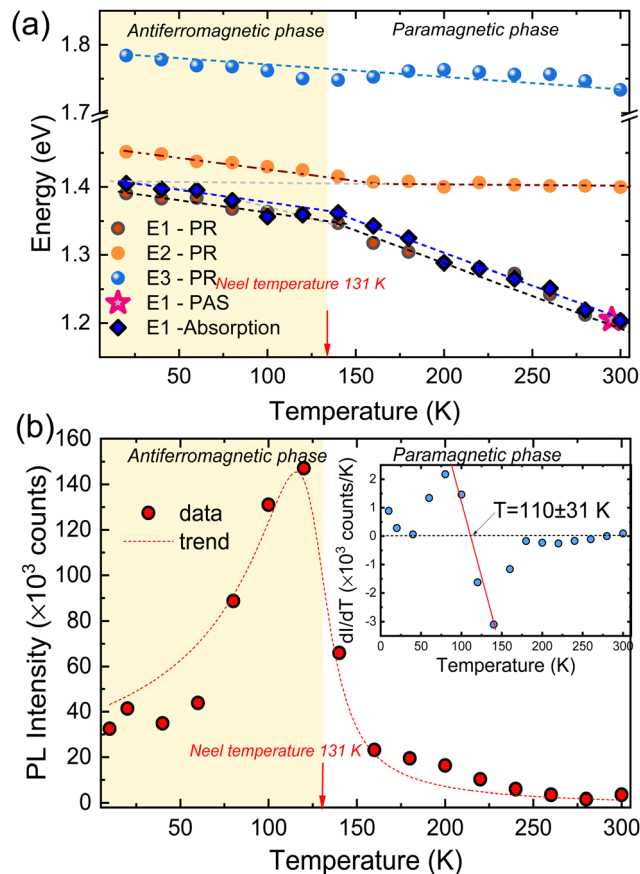 (a)
Antiferromagnetic phase
Paramagnetic phase
1.8
1.7
1.4
1.3
1.2
Energy (eV)
E1 - PR
E2 - PR
E3 - PR
E1 - PAS
E1 -Absorption
Neel temperature 131 K
50
100
150
200
250
300
Temperature (K)
(b)
Antiferromagnetic phase
Paramagnetic phase
160
140
120
100
80
60
40
20
0
PL Intensity (×10³ counts)
data
trend
Neel temperature 131 K
2
1
0
-1
-2
-3
dI/dT (×10³ counts/K)
T=110±31 K
0
50
100
150
200
250
300
Temperature (K)
50
100
150
200
250
300
Temperature (K)